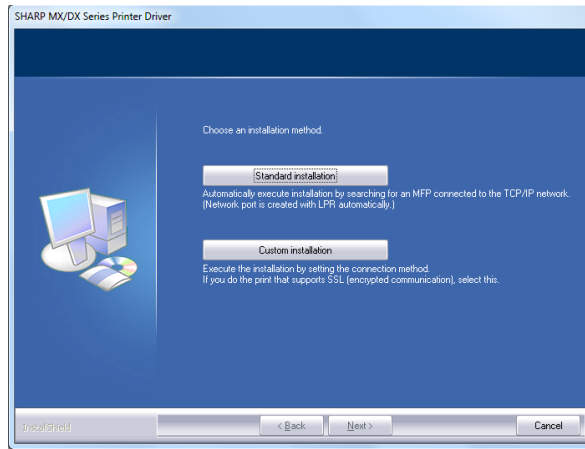 SHARP MX/DX Series Printer Driver
Choose an installation method.
Standard installation
Automatically execute installation by searching for an MFP connected to the TCP/IP network.
(Network port is created with LPR automatically.)
Custom installation
Execute the installation by setting the connection method.
If you do the print that supports SSL (encrypted communication), select this.
InstallShield
< Back
Next >
Cancel